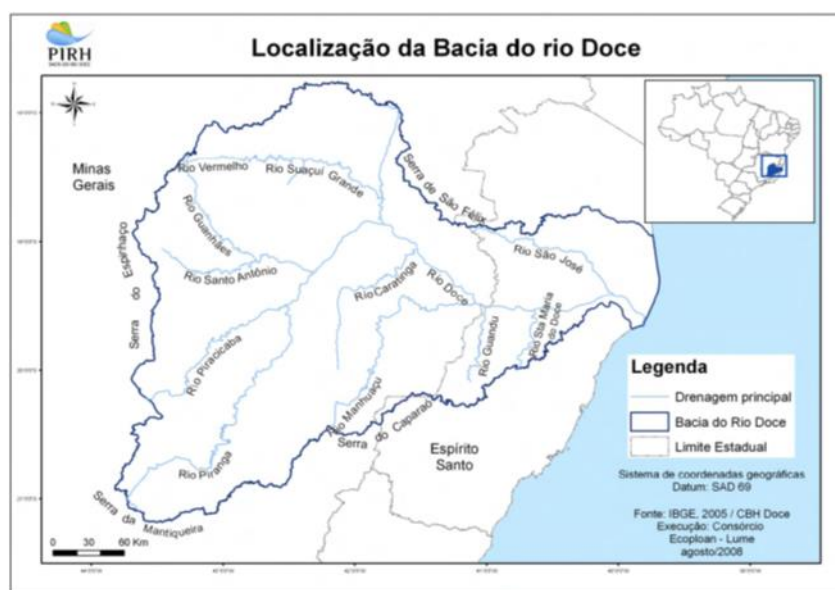 PIRH
Localização da Bacia do rio Doce
Minas
Gerais
Rio Vermelho
Rio Suaçuí
Grande
Serra de São Félix
Rio Guanhães
Serra do Espinhaço
Rio Santo Antônio
Rio Caratinga
Rio Doce
Rio São José
Rio Piracicaba
Rio Manhuaçu
Rio Guandu
Rio Sta Maria
do Doce
Serra do Caparaó
Rio Piranga
Serra da Mantiqueira
Espírito
Santo
0 30 60 Km
Legenda
Drenagem principal
Bacia do Rio Doce
Limite Estadual
Sistema de coordenadas geográficas
Datum: SAD 69
Fonte: IBGE, 2005 / CBH Doce
Execução: Consórcio
Ecoploan - Lume
agosto/2008